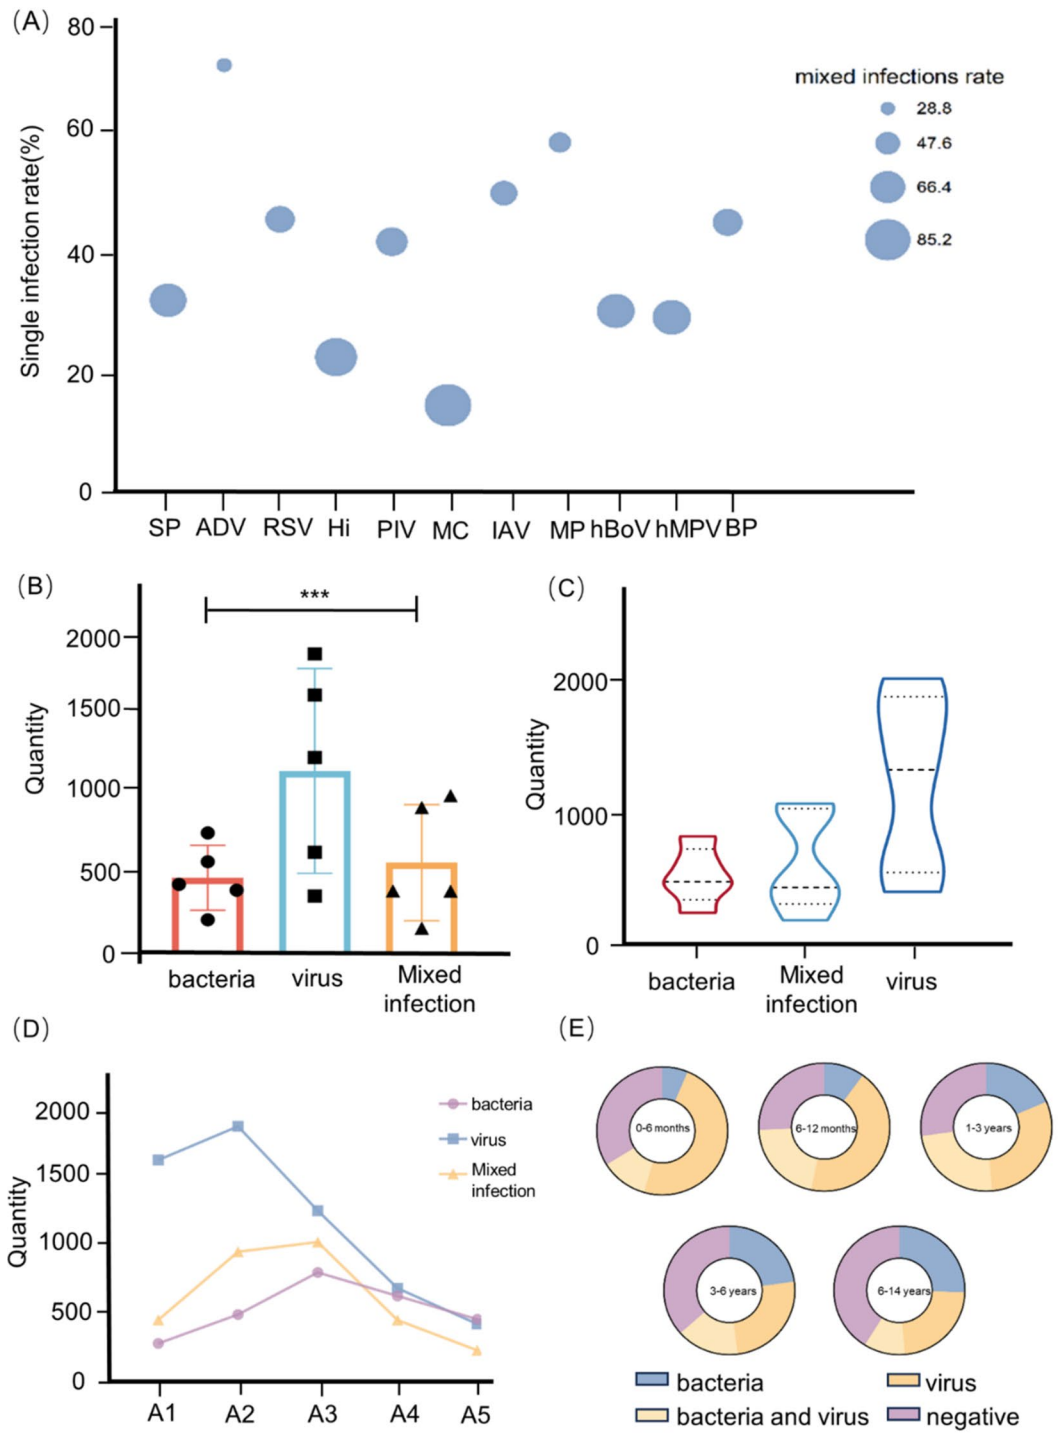 (A)
80
60
40
20
0
Single infection rate(%)
mixed infections rate
28.8
47.6
66.4
85.2
SP ADV RSV Hi PIV MC IAV MP hBoV hMPV BP
(B)
2000
1500
1000
500
0
Quantity
***
bacteria virus Mixed
infection
(C)
2000
1000
0
Quantity
bacteria Mixed
infection virus
(D)
2000
1500
1000
500
0
Quantity
bacteria
virus
Mixed
infection
A1 A2 A3 A4 A5
(E)
0-6 months
6-12 months
1-3 years
3-6 years
6-14 years
bacteria
virus
bacteria and virus
negative